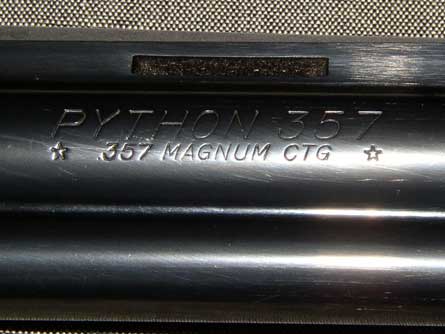 PYTHON 357
★ .357 MAGNUM CTG ★